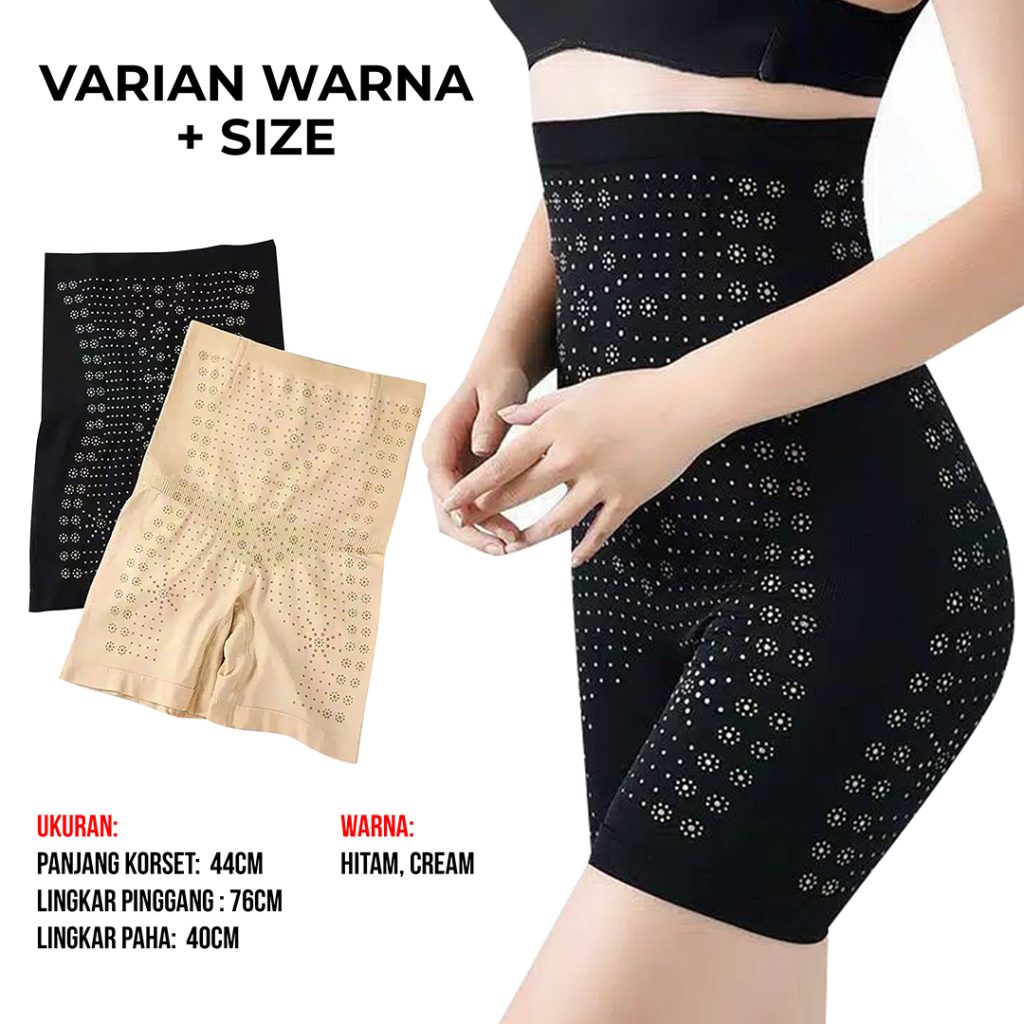 VARIAN WARNA
+ SIZE
UKURAN:
PANJANG KORSET: 44CM
LINGKAR PINGGANG : 76CM
LINGKAR PAHA: 40CM
WARNA:
HITAM, CREAM